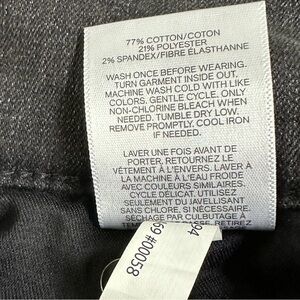 77% COTTON/COTON
21% POLYESTER
2% SPANDEX/FIBRE ÉLASTHANNE
WASH ONCE BEFORE WEARING.
TURN GARMENT INSIDE OUT.
MACHINE WASH COLD WITH LIKE
COLORS. GENTLE CYCLE. ONLY
NON-CHLORINE BLEACH WHEN
NEEDED. TUMBLE DRY LOW.
REMOVE PROMPTLY. COOL IRON
IF NEEDED.
LAVER UNE FOIS AVANT DE
PORTER. RETOURNEZ LE
VÊTEMENT À L'ENVERS. LAVER À
LA MACHINE À L'EAU FROIDE
AVEC COULEURS SIMILAIRES.
CYCLE DÉLICAT. UTILISEZ
SEULEMENT DU JAVELLISANT
SANS CHLORE, SI NÉCESSAIRE.
SÉCHAGE PAR CULBUTAGE À
RETIREZ
#00058